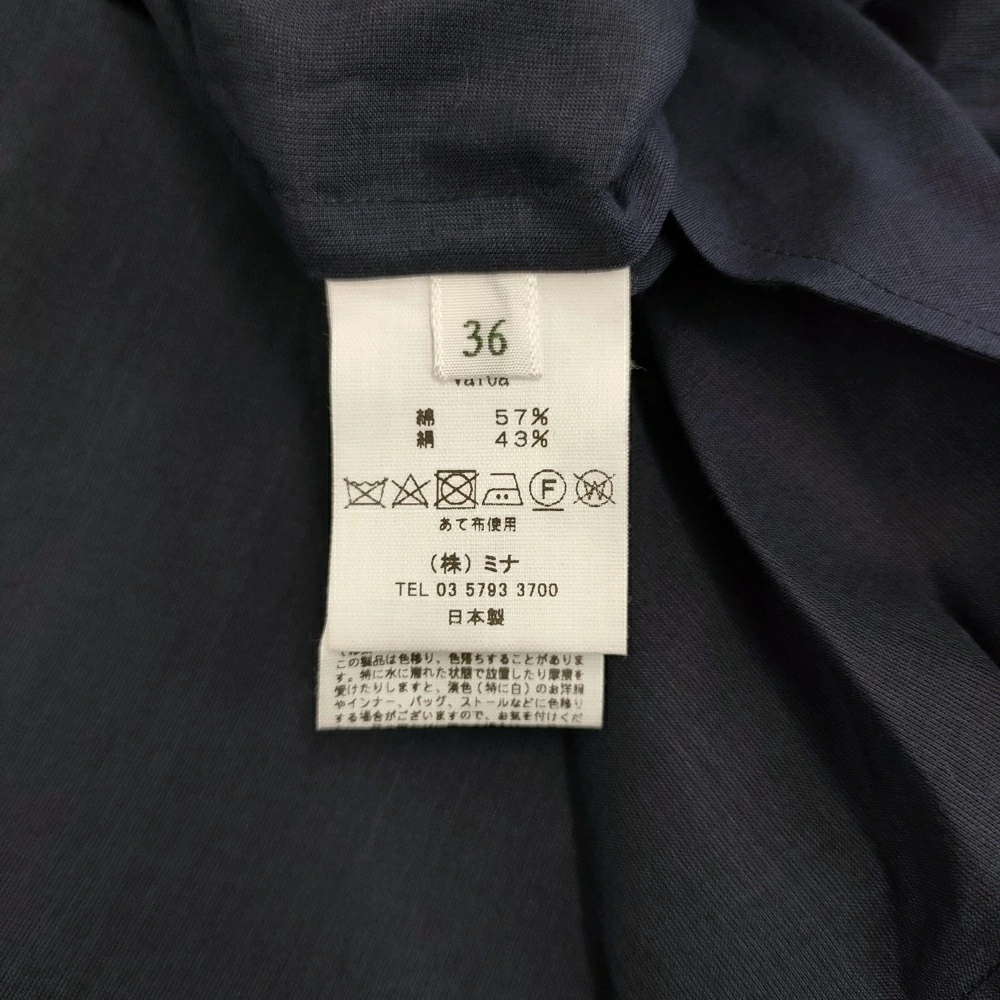 36
綿 57%
絹 43%
F W
あて布使用
(株)ミナ
TEL 03 5793 3700
日本製
この製品は色移り、色落ちすることがありま
す。特に水に濡れた状態で放置したり摩擦を
受けたりしますと、淡色(特に白)のお洋服
やインナー、バッグ、ストールなどに色移り
する場合がございますので、お気を付けくだ